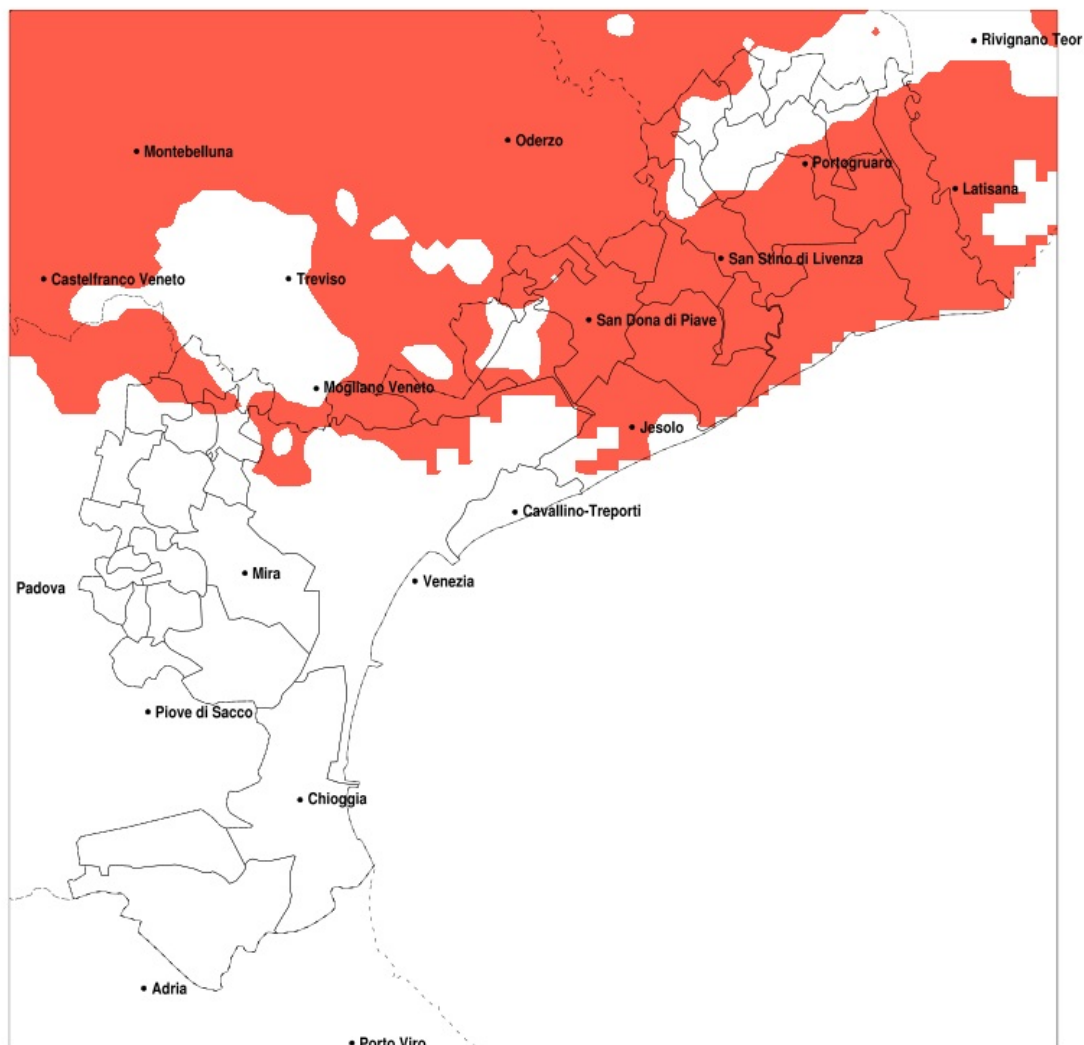 Rivignano Teor
Oderzo
Montebelluna
Portogruaro
Latisana
San Stino di Livenza
Castelfranco Veneto
Treviso
San Dona di Piave
Mogliano Veneto
Jesolo
Cavallino-Treporti
Mira
Venezia
Padova
Piove di Sacco
Chioggia
Adria
Porto Viro